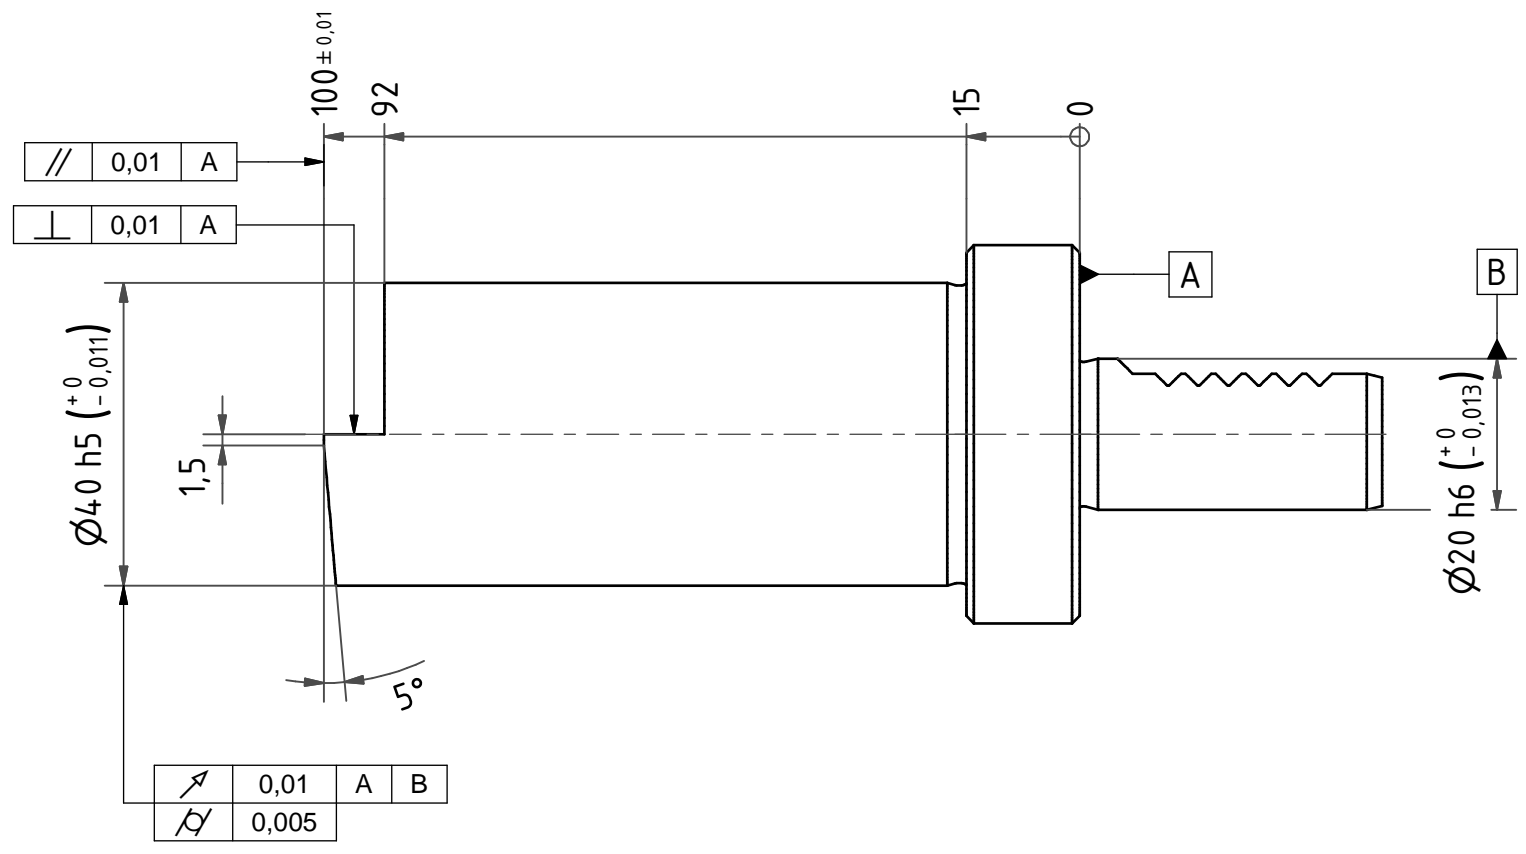 100 ± 0,01
92
15
0
// 0,01 A
⊥ 0,01 A
A
B
Ø40 h5 (+ 0 - 0,011)
1,5
Ø20 h6 (+ 0 - 0,013)
5°
↗ 0,01 A B
⌭ 0,005